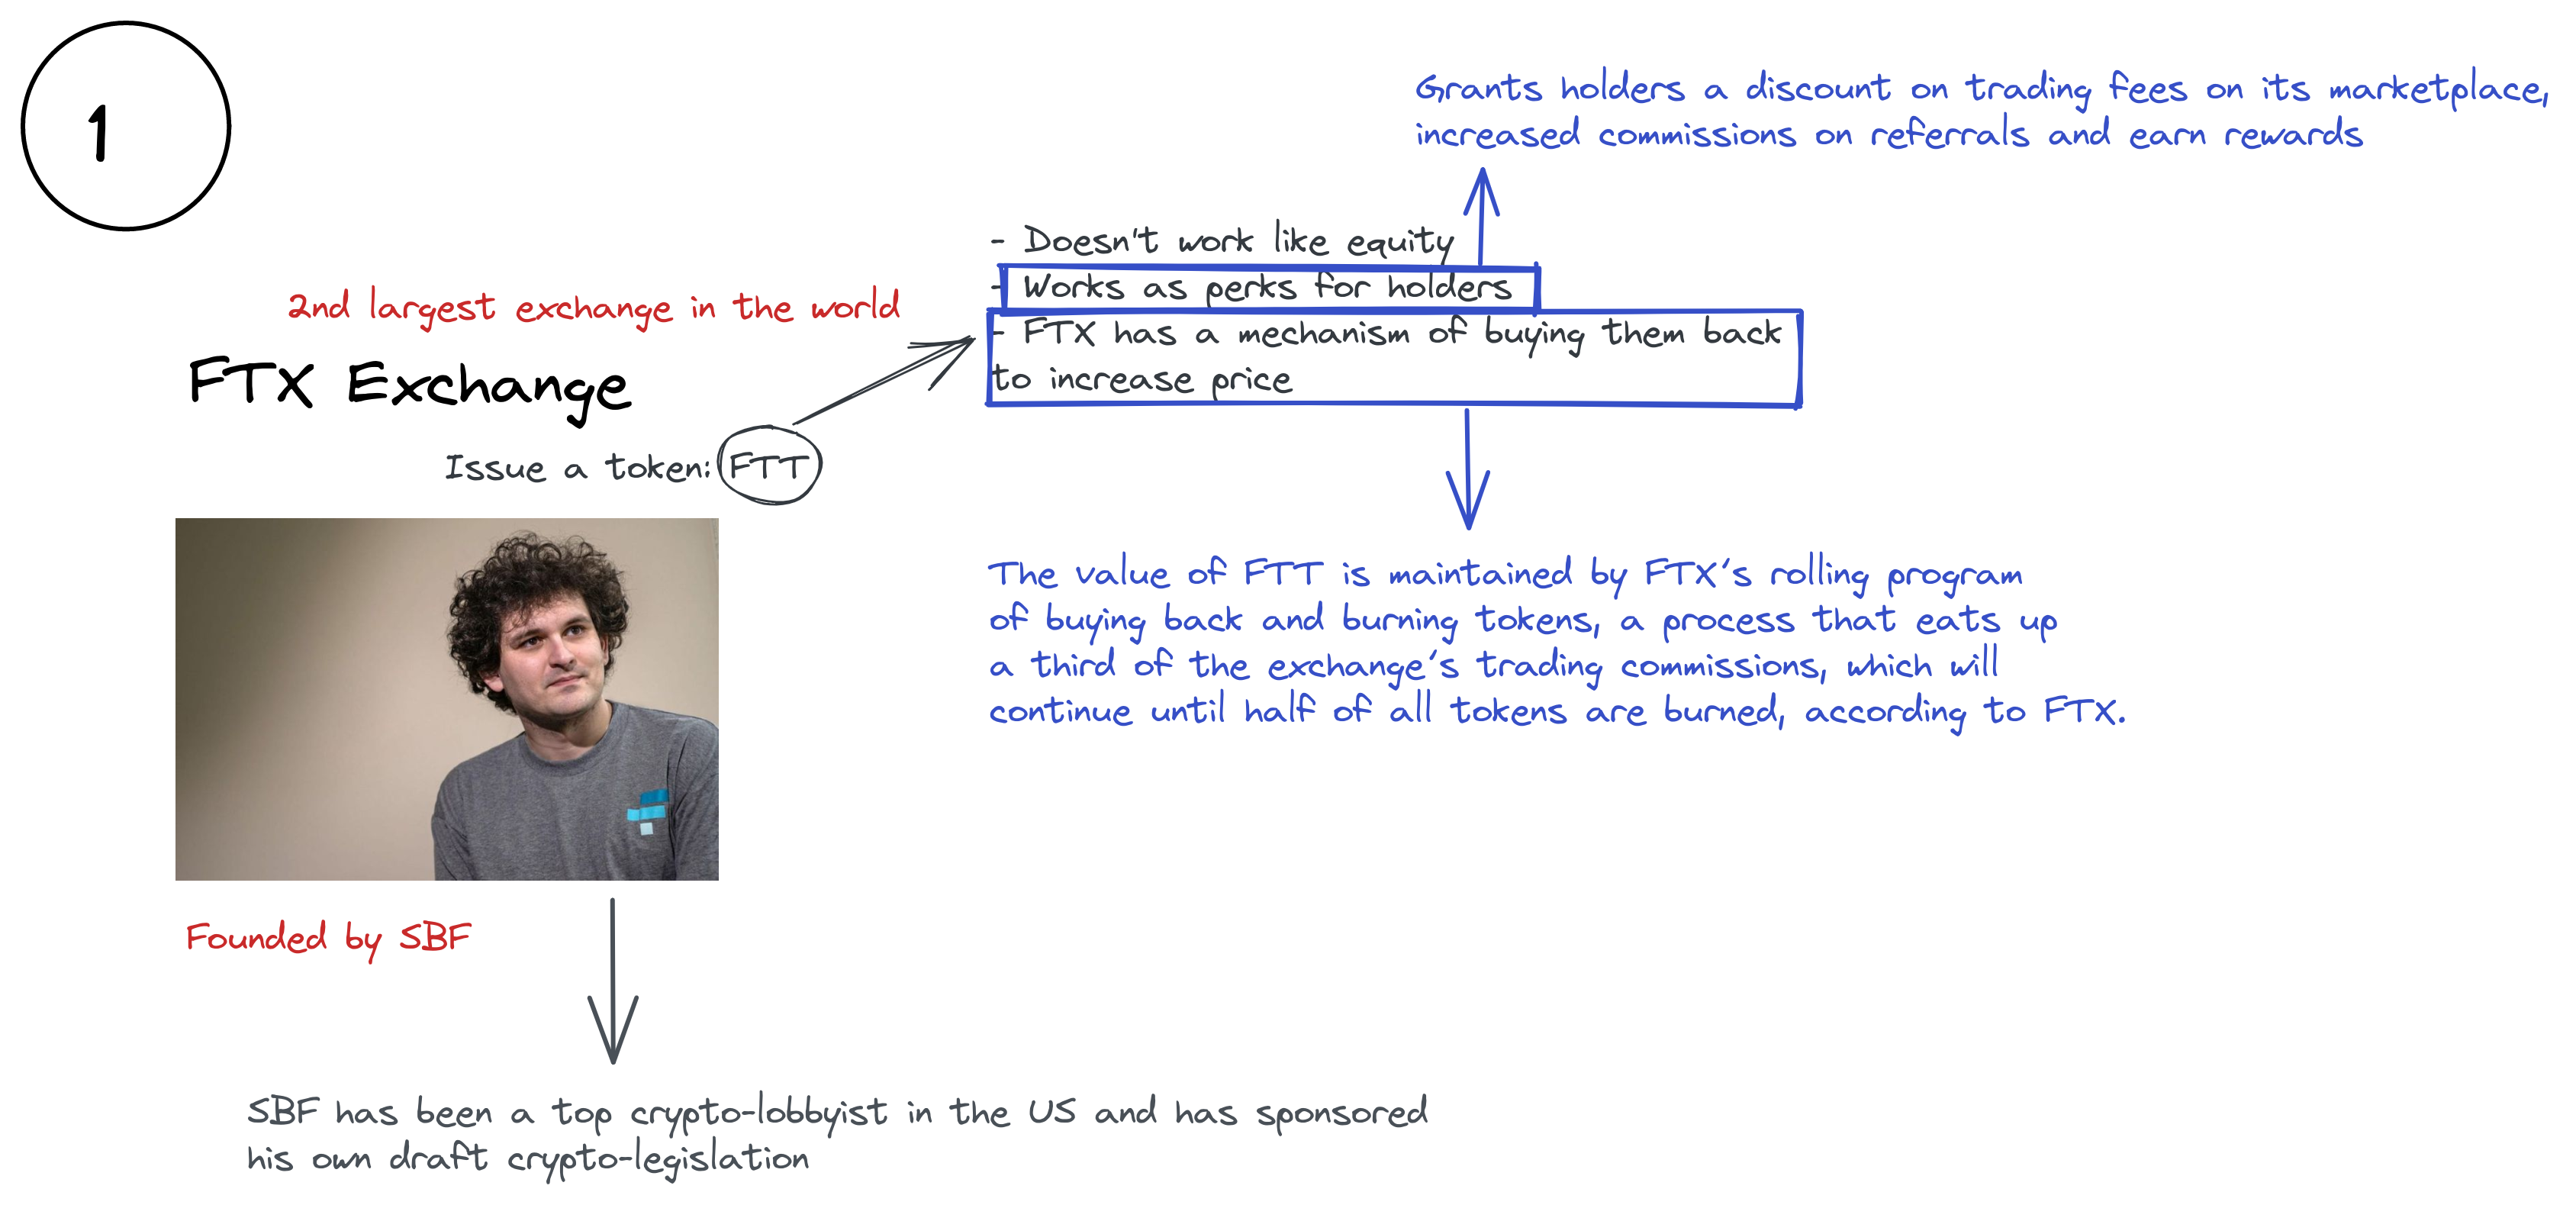 1
Grants holders a discount on trading fees on its marketplace,
increased commissions on referrals and earn rewards
- Doesn't work like equity
- Works as perks for holders
- FTX has a mechanism of buying them back
to increase price
2nd largest exchange in the world
FTX Exchange
Issue a token: FTT
The value of FTT is maintained by FTX's rolling program
of buying back and burning tokens, a process that eats up
a third of the exchange's trading commissions, which will
continue until half of all tokens are burned, according to FTX.
Founded by SBF
SBF has been a top crypto-lobbyist in the US and has sponsored
his own draft crypto-legislation